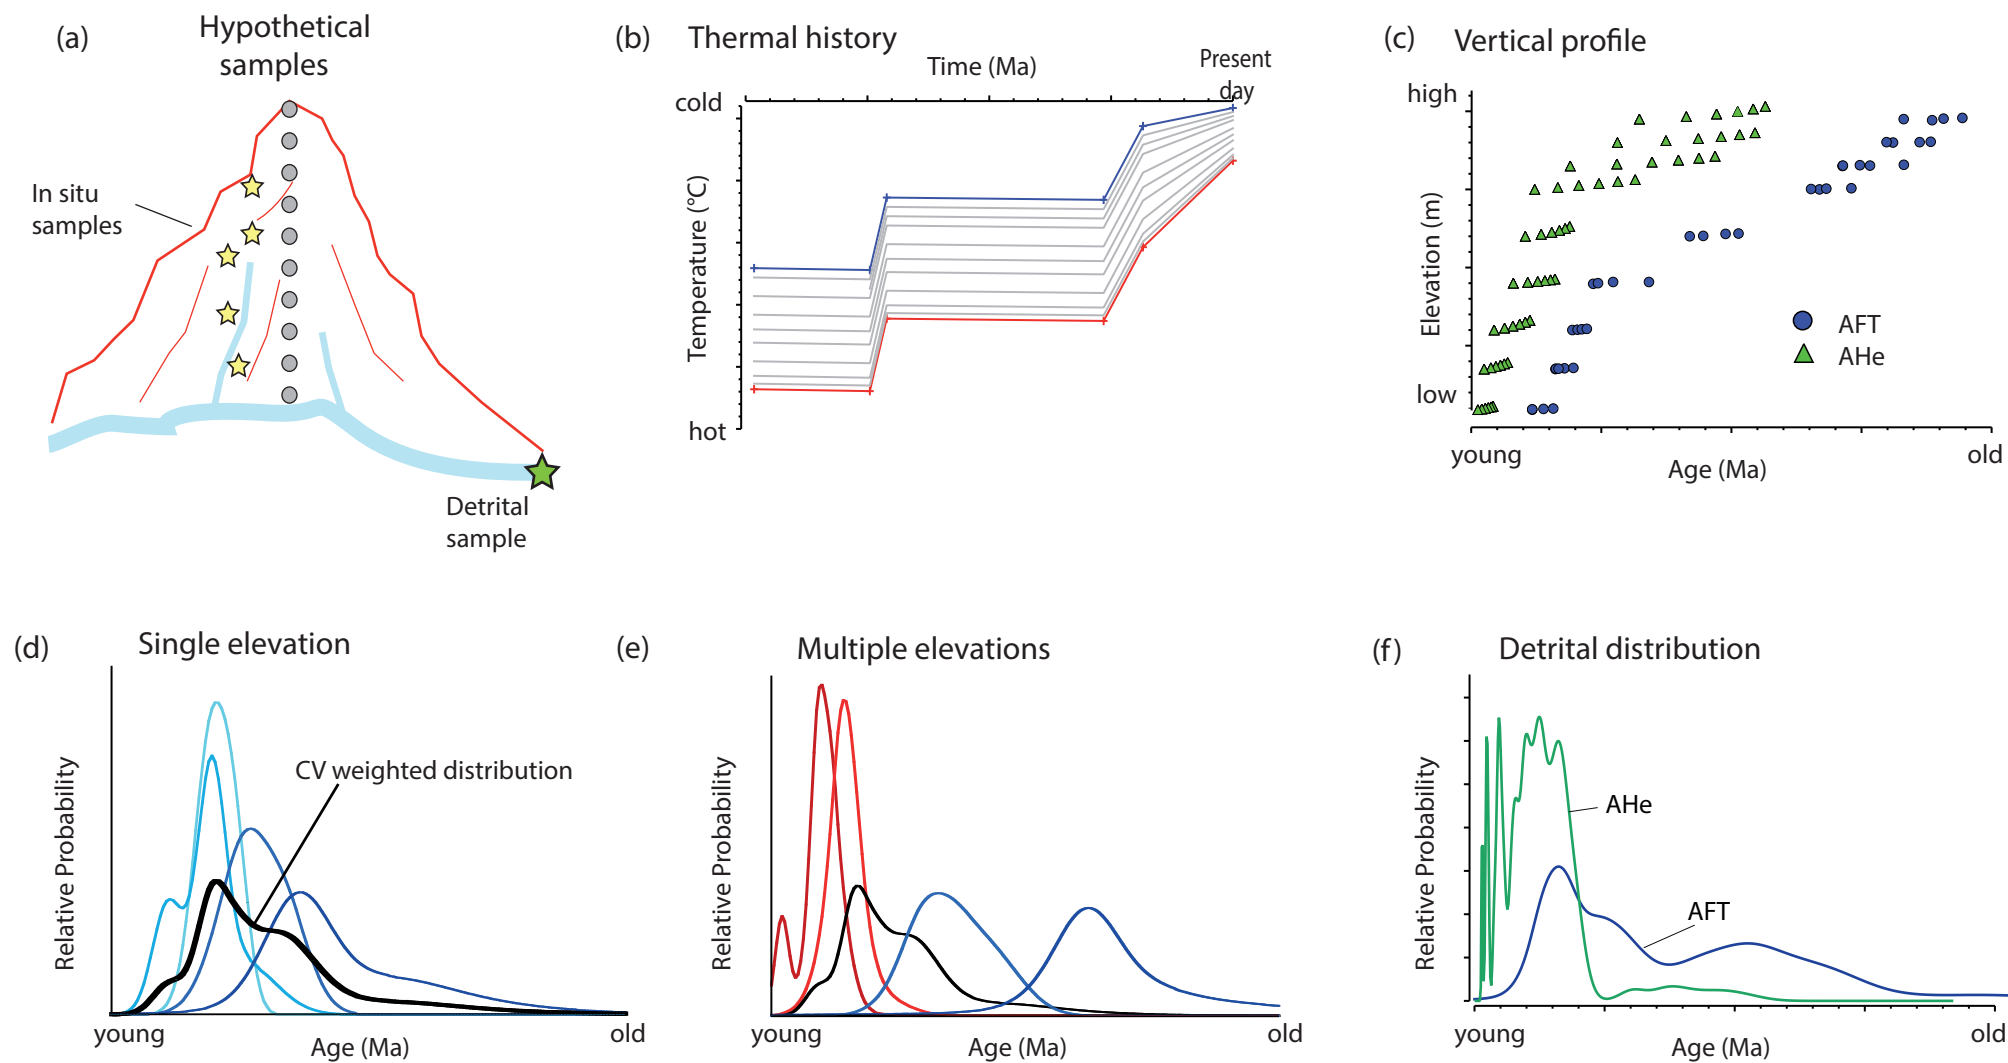 (a)
Hypothetical
samples
In situ
samples
Detrital
sample
(b)
Thermal history
Time (Ma)
Present
day
cold
Temperature (°C)
hot
(c)
Vertical profile
high
Elevation (m)
low
AFT
AHe
young
old
Age (Ma)
(d)
Single elevation
CV weighted distribution
Relative Probability
young
old
Age (Ma)
(e)
Multiple elevations
Relative Probability
young
old
Age (Ma)
(f)
Detrital distribution
AHe
AFT
Relative Probability
young
old
Age (Ma)